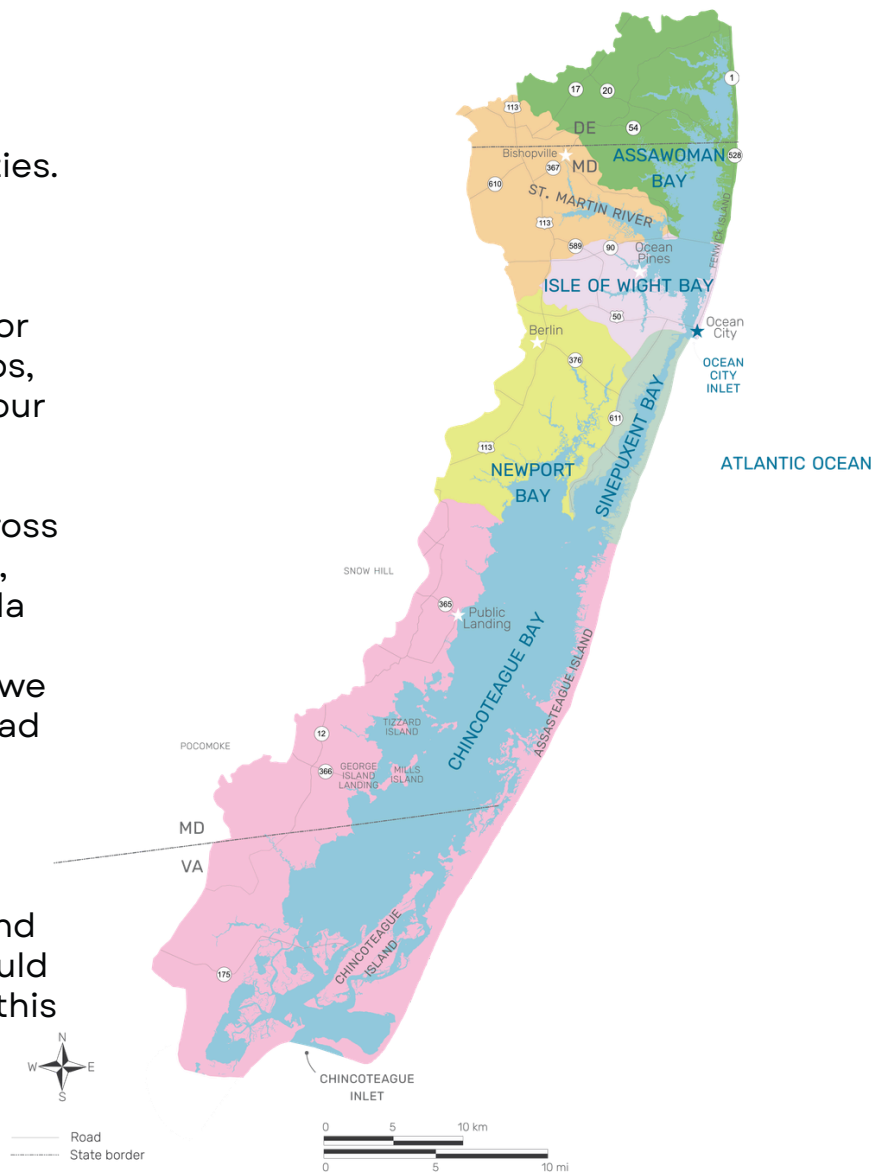 ties.
or
os,
our
ross
,
la
we
ad
nd
uld
this
1
17
20
113
54
DE
Bishopville
MD
367
ASSAWOMAN
BAY
528
610
ST. MARTIN RIVER
113
589
90
Ocean
Pines
FENWICK ISLAND
ISLE OF WIGHT BAY
50
Ocean
City
Berlin
376
OCEAN
CITY
INLET
611
SINEPUXENT BAY
113
NEWPORT
BAY
ATLANTIC OCEAN
SNOW HILL
365
Public
Landing
CHINCOTEAGUE BAY
ASSASTEAGUE ISLAND
12
TIZZARD
ISLAND
POCOMOKE
366
GEORGE
ISLAND
LANDING
MILLS
ISLAND
MD
VA
CHINCOTEAGUE
ISLAND
175
N
W
E
S
CHINCOTEAGUE
INLET
Road
State border
0 5 10 km
0 5 10 mi